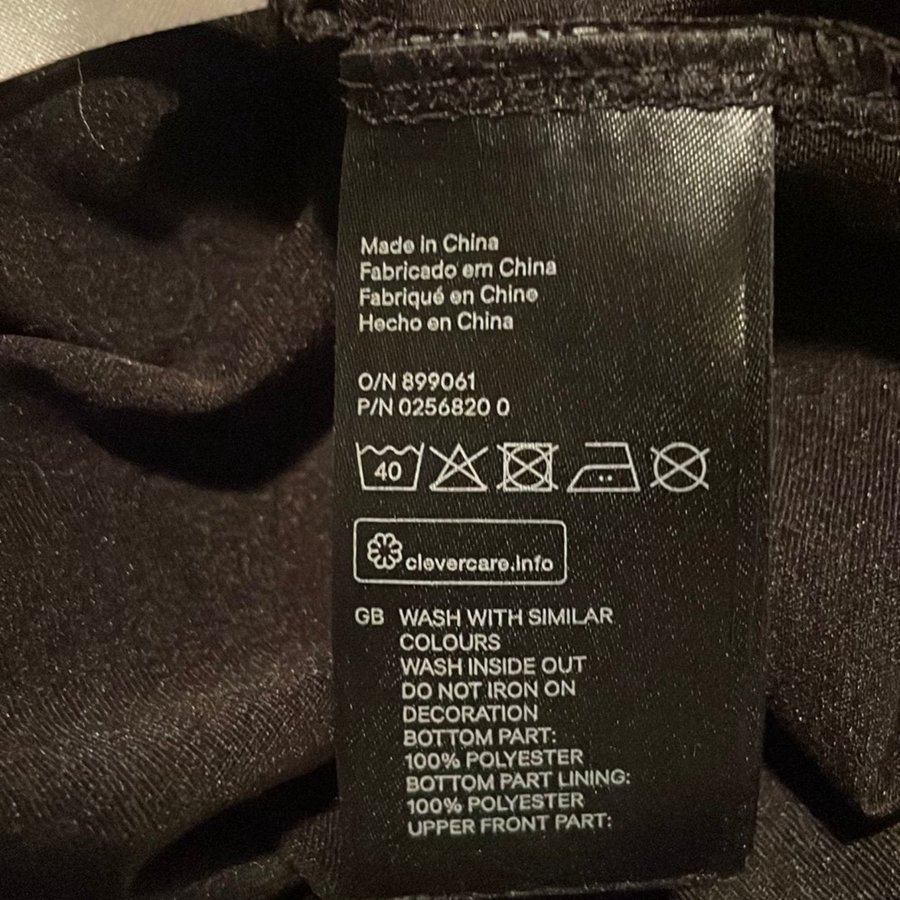 Made in China
Fabricado em China
Fabriqué en Chine
Hecho en China
O/N 899061
P/N 0256820 0
40
clevercare.info
GB WASH WITH SIMILAR
COLOURS
WASH INSIDE OUT
DO NOT IRON ON
DECORATION
BOTTOM PART:
100% POLYESTER
BOTTOM PART LINING:
100% POLYESTER
UPPER FRONT PART: